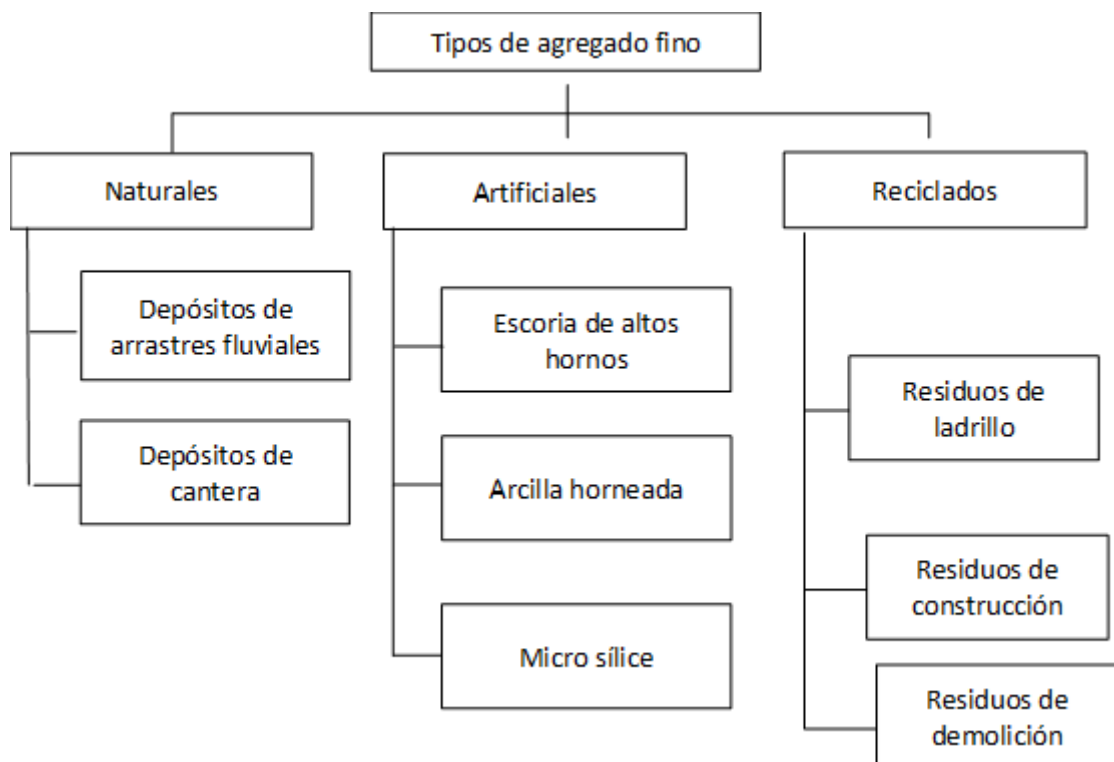 Tipos de agregado fino
Naturales
Depósitos de
arrastres fluviales
Depósitos de
cantera
Artificiales
Escoria de altos
hornos
Arcilla horneada
Micro sílice
Reciclados
Residuos de
ladrillo
Residuos de
construcción
Residuos de
demolición